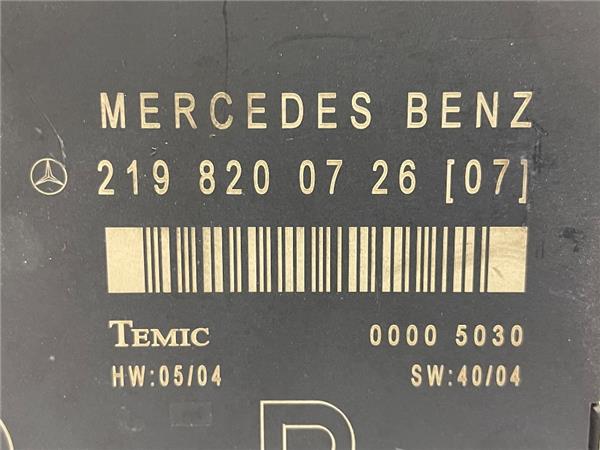 MERCEDES BENZ
219 820 07 26 [07]
TEMIC 0000 5030
HW:05/04 SW:40/04